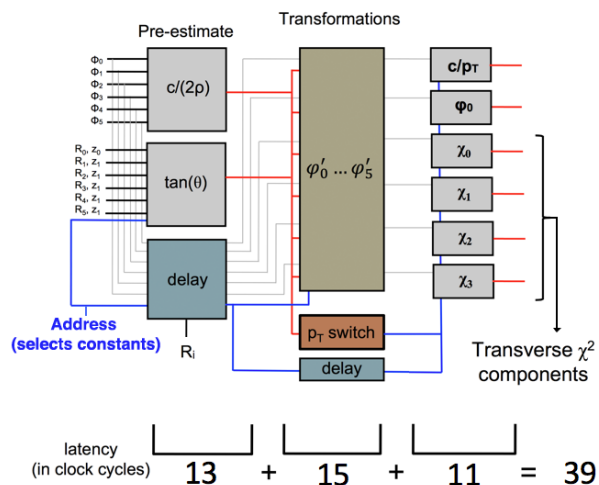 Pre-estimate
Transformations
Φ₀
Φ₁
Φ₂
Φ₃
Φ₄
Φ₅
c/(2ρ)
R₀, z₀
R₁, z₁
R₂, z₁
R₃, z₁
R₄, z₁
R₅, z₁
tan(θ)
delay
φ′₀ ... φ′₅
c/pT
φ₀
χ₀
χ₁
χ₂
χ₃
Address
(selects constants)
Rᵢ
pT switch
delay
Transverse χ²
components
latency
(in clock cycles)
13 + 15 + 11 = 39